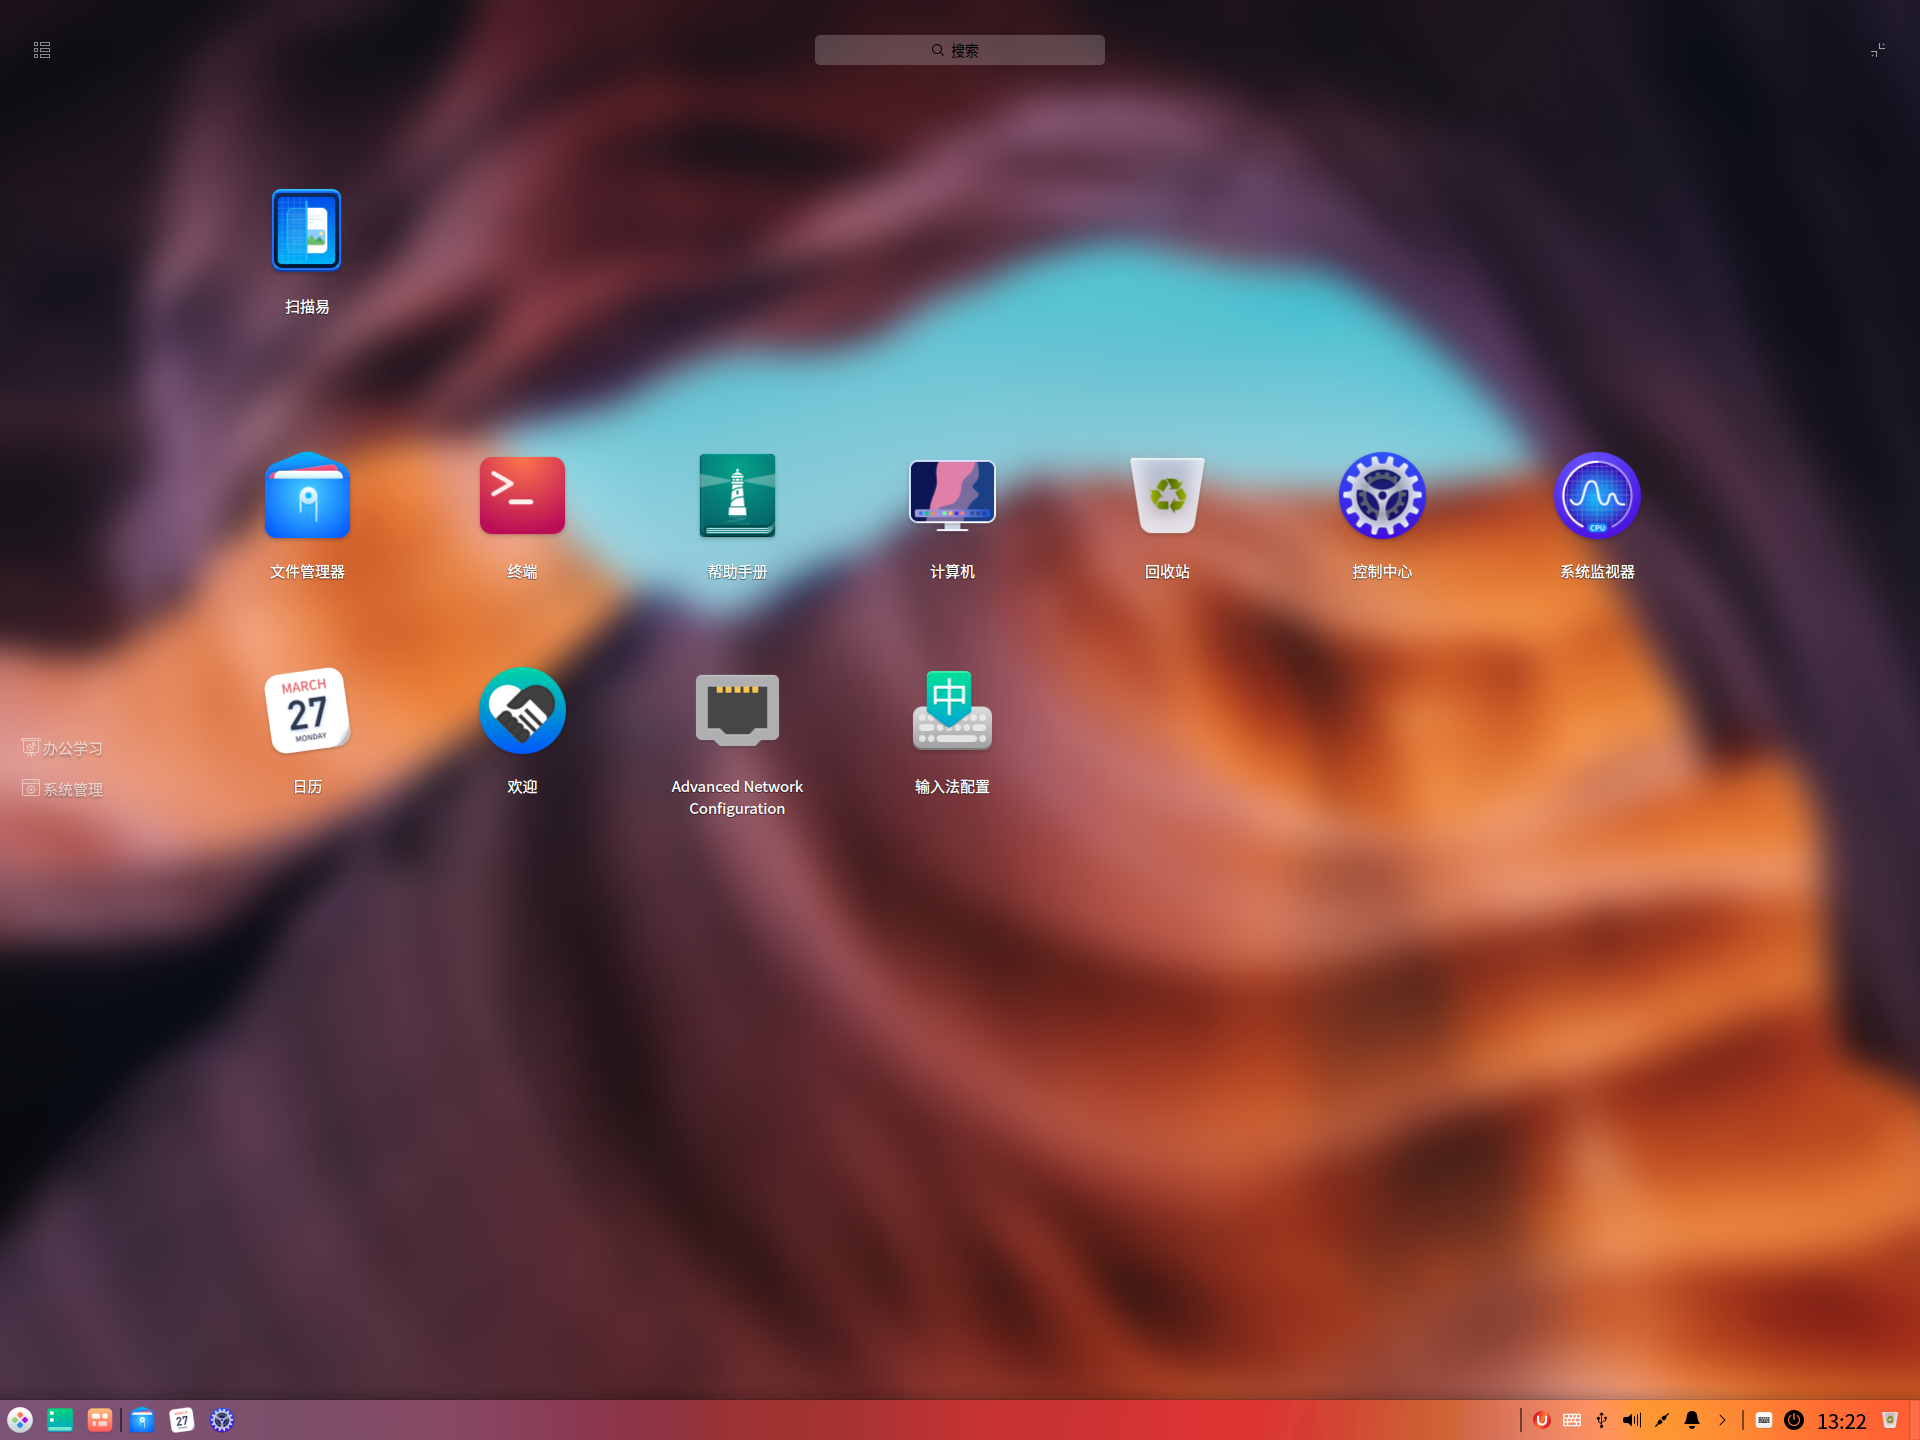 搜索
扫描易
文件管理器
终端
帮助手册
计算机
回收站
控制中心
系统监视器
CPU
MARCH
27
MONDAY
中
日历
欢迎
Advanced Network
Configuration
输入法配置
办公学习
系统管理
27
13:22